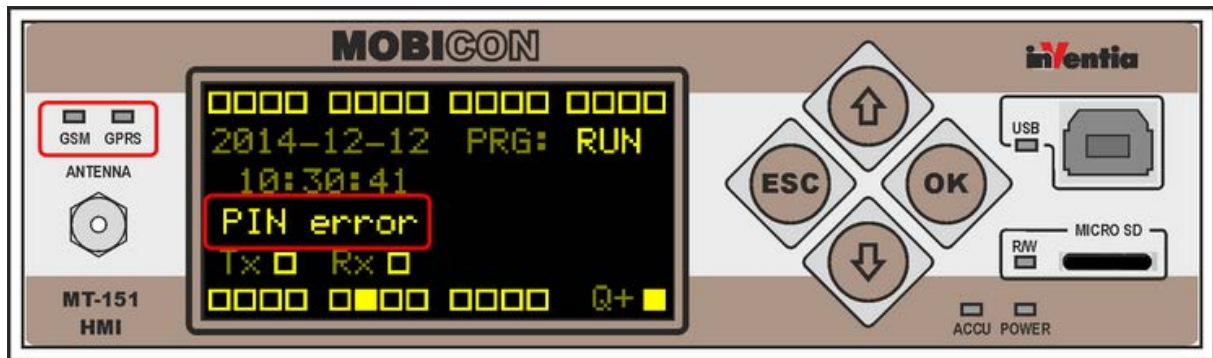 MOBICON
inVentia
GSM GPRS
ANTENNA
2014-12-12 PRG: RUN
10:30:41
PIN error
Tx Rx
Q+
MT-151
HMI
ESC
OK
USB
MICRO SD
R/W
ACCU POWER